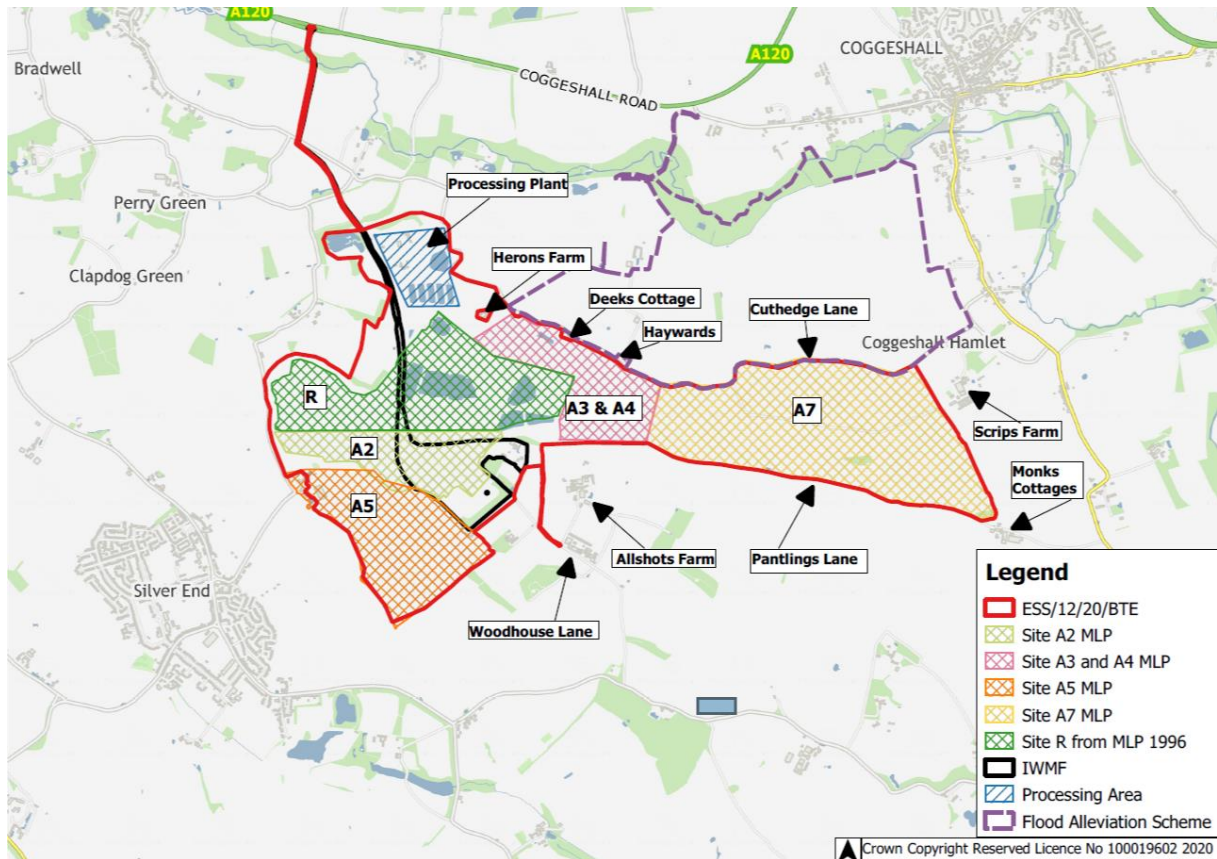 A120
Bradwell
COGGESHALL ROAD
A120
COGGESHALL
Processing Plant
Perry Green
Herons Farm
Clapdog Green
Deeks Cottage
Haywards
Cuthedge Lane
Coggeshall Hamlet
R
A3 & A4
A7
Scrips Farm
A2
Monks
Cottages
A5
Allshots Farm
Pantlings Lane
Silver End
Woodhouse Lane
Legend
ESS/12/20/BTE
Site A2 MLP
Site A3 and A4 MLP
Site A5 MLP
Site A7 MLP
Site R from MLP 1996
IWMF
Processing Area
Flood Alleviation Scheme
Crown Copyright Reserved Licence No 100019602 2020